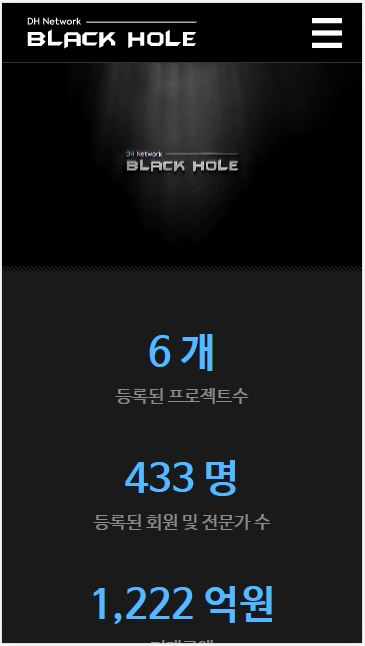 DH Network
BLACK HOLE
DH Network
BLACK HOLE
6 개
등록된 프로젝트수
433 명
등록된 회원 및 전문가 수
1,222 억원